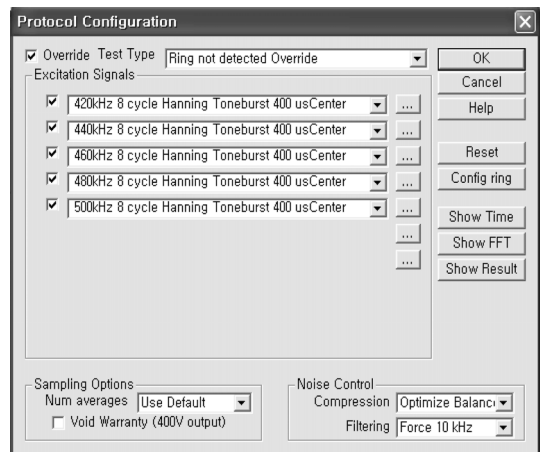 Protocol Configuration
Override Test Type Ring not detected Override
Excitation Signals
420kHz 8 cycle Hanning Toneburst 400 usCenter ...
440kHz 8 cycle Hanning Toneburst 400 usCenter ...
460kHz 8 cycle Hanning Toneburst 400 usCenter ...
480kHz 8 cycle Hanning Toneburst 400 usCenter ...
500kHz 8 cycle Hanning Toneburst 400 usCenter ...
...
...
OK
Cancel
Help
Reset
Config ring
Show Time
Show FFT
Show Result
Sampling Options
Num averages Use Default
Void Warranty (400V output)
Noise Control
Compression Optimize Balanc
Filtering Force 10 kHz